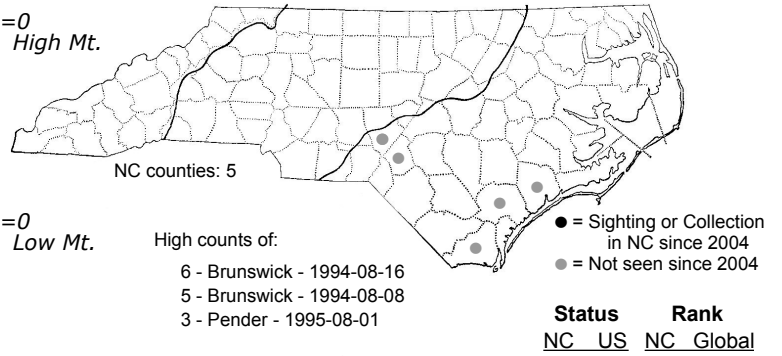 =0
High Mt.
NC counties: 5
=0
Low Mt.
High counts of:
6 - Brunswick - 1994-08-16
5 - Brunswick - 1994-08-08
3 - Pender - 1995-08-01
● = Sighting or Collection
in NC since 2004
● = Not seen since 2004
Status Rank
NC US NC Global